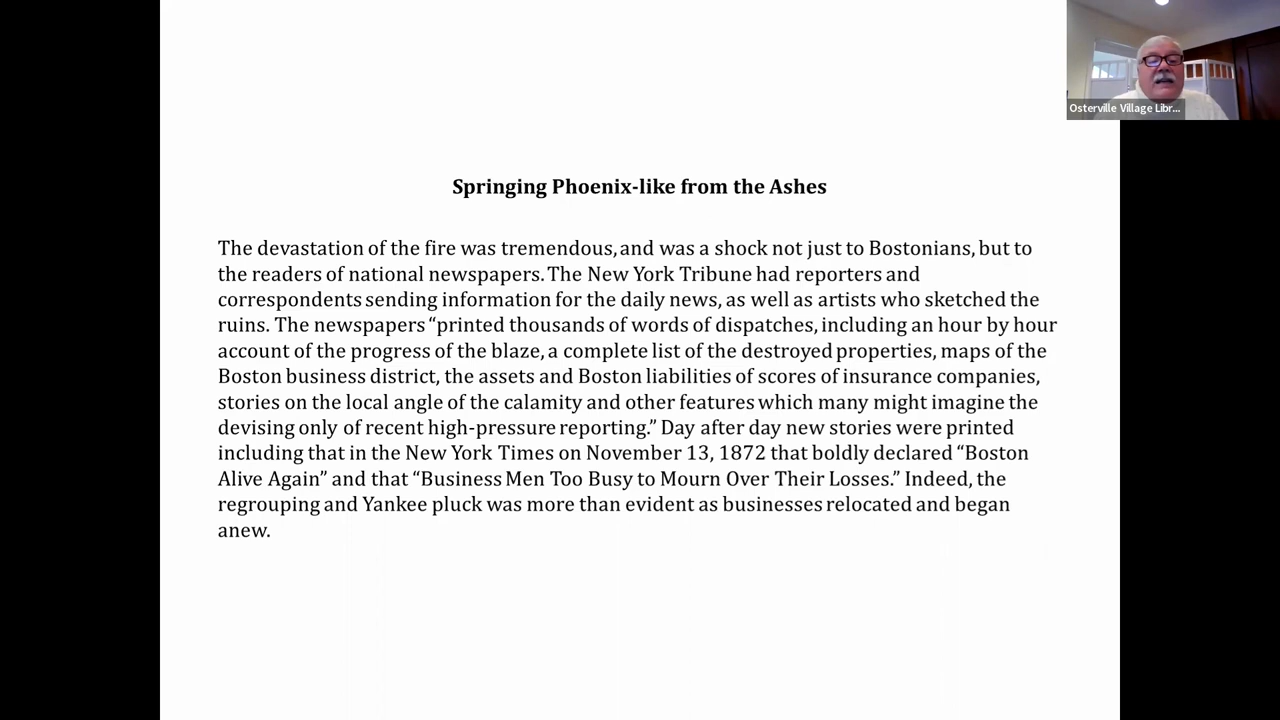 Osterville Village Libr...
Springing Phoenix-like from the Ashes
The devastation of the fire was tremendous, and was a shock not just to Bostonians, but to
the readers of national newspapers. The New York Tribune had reporters and
correspondents sending information for the daily news, as well as artists who sketched the
ruins. The newspapers “printed thousands of words of dispatches, including an hour by hour
account of the progress of the blaze, a complete list of the destroyed properties, maps of the
Boston business district, the assets and Boston liabilities of scores of insurance companies,
stories on the local angle of the calamity and other features which many might imagine the
devising only of recent high-pressure reporting.” Day after day new stories were printed
including that in the New York Times on November 13, 1872 that boldly declared “Boston
Alive Again” and that “Business Men Too Busy to Mourn Over Their Losses.” Indeed, the
regrouping and Yankee pluck was more than evident as businesses relocated and began
anew.